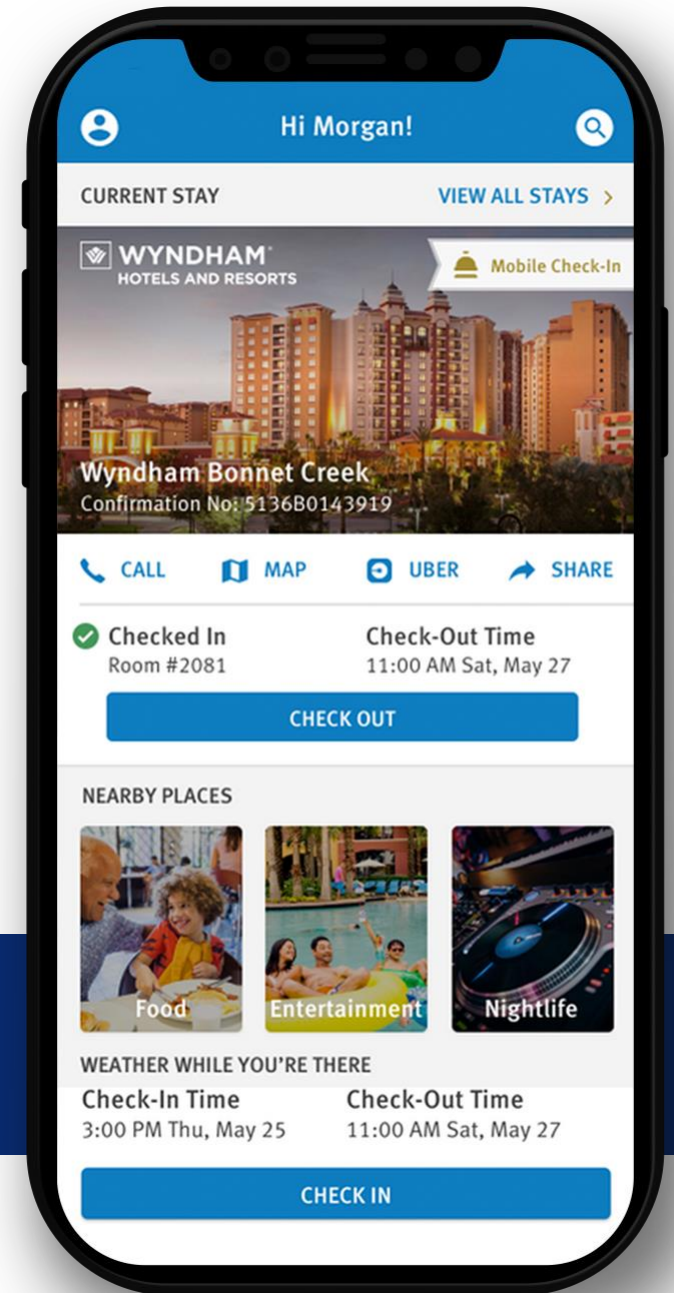 Hi Morgan!
CURRENT STAY VIEW ALL STAYS >
WYNDHAM
HOTELS AND RESORTS
Mobile Check-In
Wyndham Bonnet Creek
Confirmation No: 5136B0143919
CALL MAP UBER SHARE
Checked In Check-Out Time
Room #2081 11:00 AM Sat, May 27
CHECK OUT
NEARBY PLACES
Food Entertainment Nightlife
WEATHER WHILE YOU'RE THERE
Check-In Time Check-Out Time
3:00 PM Thu, May 25 11:00 AM Sat, May 27
CHECK IN